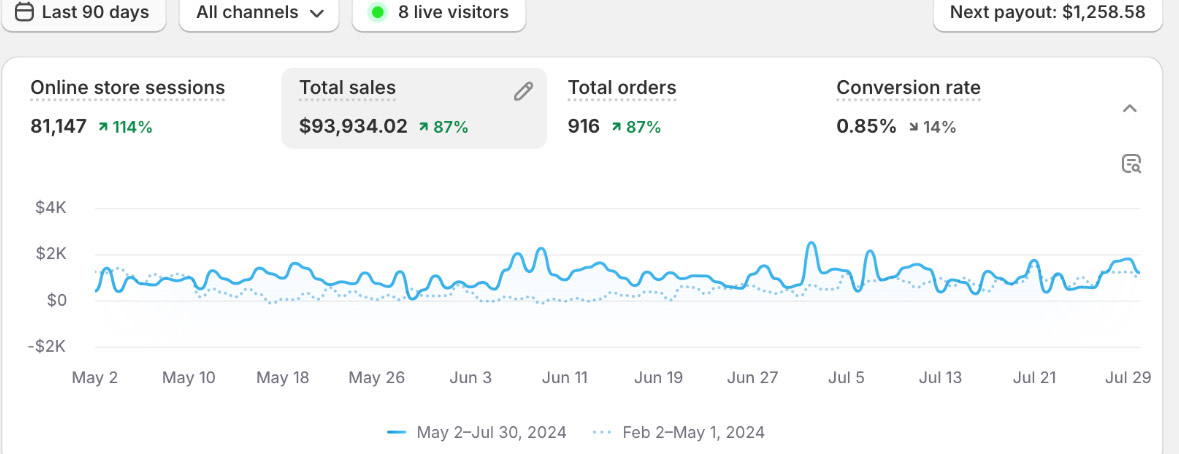 Last 90 days All channels 8 live visitors Next payout: $1,258.58
Online store sessions Total sales Total orders Conversion rate
81,147 ↗ 114% $93,934.02 ↗ 87% 916 ↗ 87% 0.85% ↘ 14%
$4K
$2K
$0
-$2K
May 2 May 10 May 18 May 26 Jun 3 Jun 11 Jun 19 Jun 27 Jul 5 Jul 13 Jul 21 Jul 29
May 2–Jul 30, 2024 Feb 2–May 1, 2024